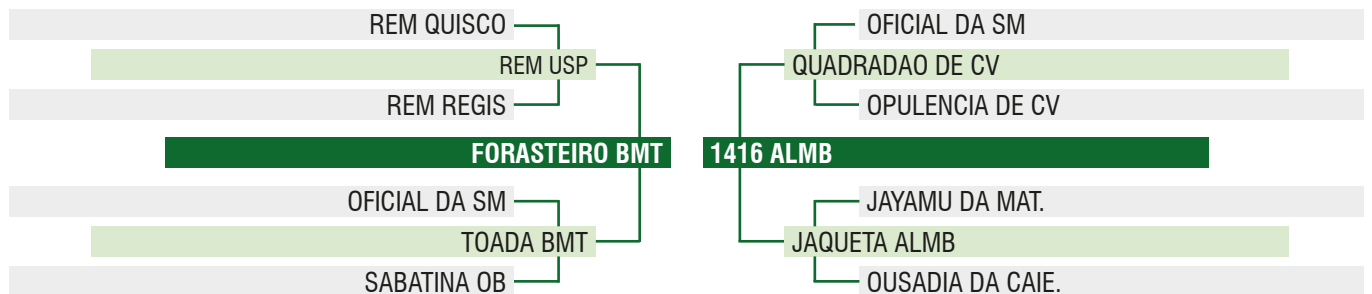 REM QUISCO
OFICIAL DA SM
REM USP
QUADRADAO DE CV
REM REGIS
OPULENCIA DE CV
FORASTEIRO BMT
1416 ALMB
OFICIAL DA SM
JAYAMU DA MAT.
TOADA BMT
JAQUETA ALMB
SABATINA OB
OUSADIA DA CAIE.